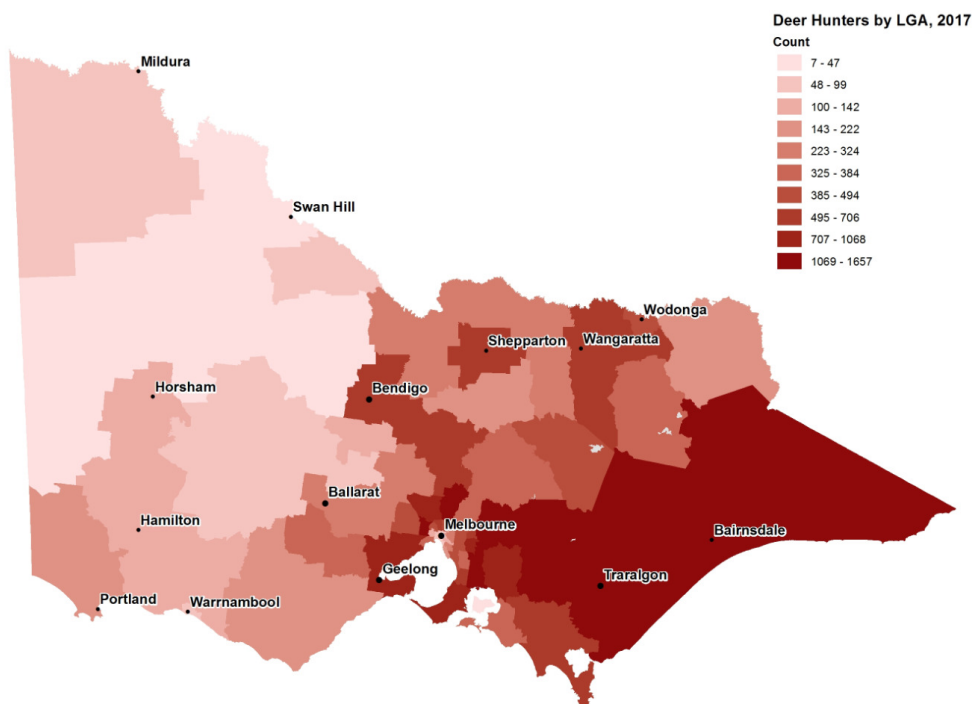 Deer Hunters by LGA, 2017
Count
7 - 47
48 - 99
100 - 142
143 - 222
223 - 324
325 - 384
385 - 494
495 - 706
707 - 1068
1069 - 1657
Mildura
Swan Hill
Wodonga
Shepparton
Wangaratta
Horsham
Bendigo
Ballarat
Hamilton
Melbourne
Bairnsdale
Geelong
Traralgon
Portland
Warrnambool